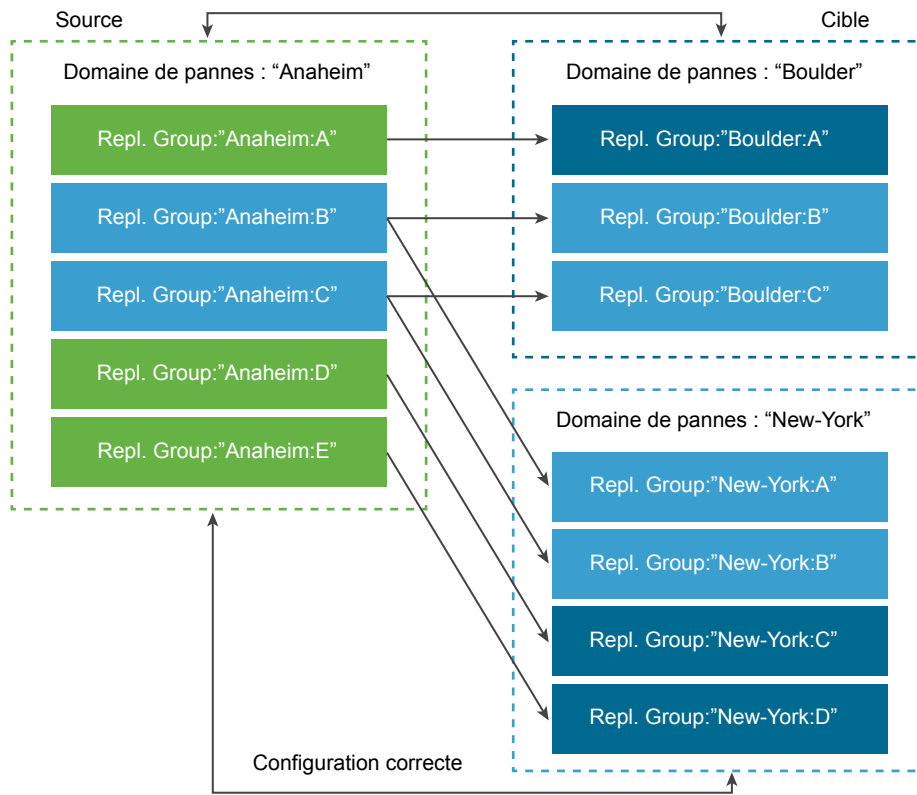 Source
Cible
Domaine de pannes : “Anaheim”
Repl. Group:”Anaheim:A”
Repl. Group:”Anaheim:B”
Repl. Group:”Anaheim:C”
Repl. Group:”Anaheim:D”
Repl. Group:”Anaheim:E”
Domaine de pannes : “Boulder”
Repl. Group:”Boulder:A”
Repl. Group:”Boulder:B”
Repl. Group:”Boulder:C”
Domaine de pannes : “New-York”
Repl. Group:”New-York:A”
Repl. Group:”New-York:B”
Repl. Group:”New-York:C”
Repl. Group:”New-York:D”
Configuration correcte